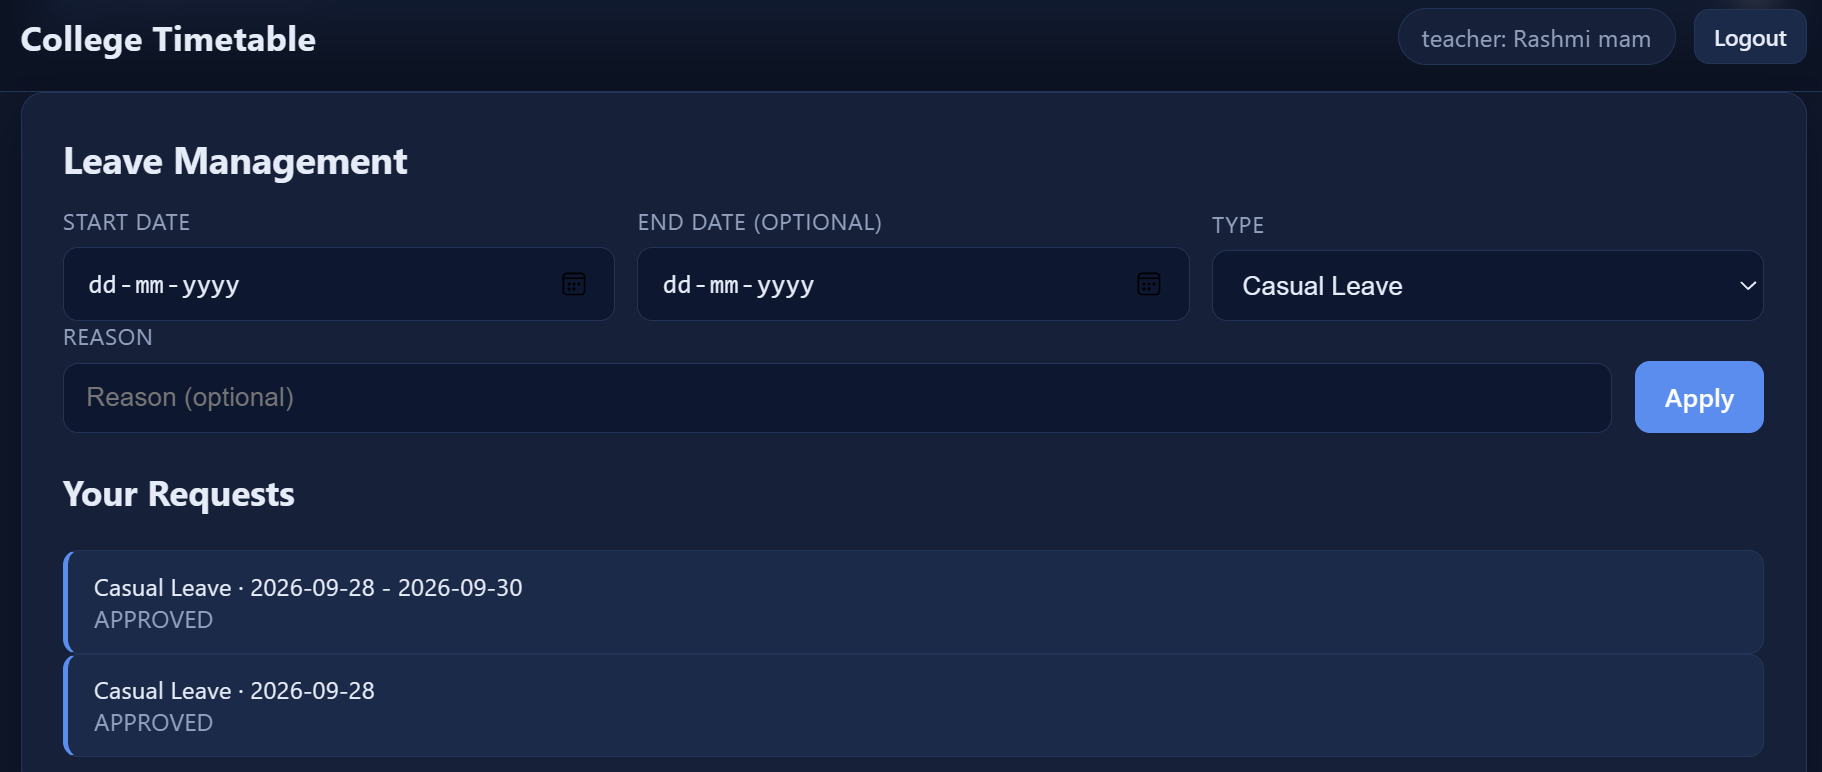 College Timetable
teacher: Rashmi mam
Logout
Leave Management
START DATE
END DATE (OPTIONAL)
TYPE
dd-mm-yyyy
dd-mm-yyyy
Casual Leave
REASON
Reason (optional)
Apply
Your Requests
Casual Leave · 2026-09-28 - 2026-09-30
APPROVED
Casual Leave · 2026-09-28
APPROVED